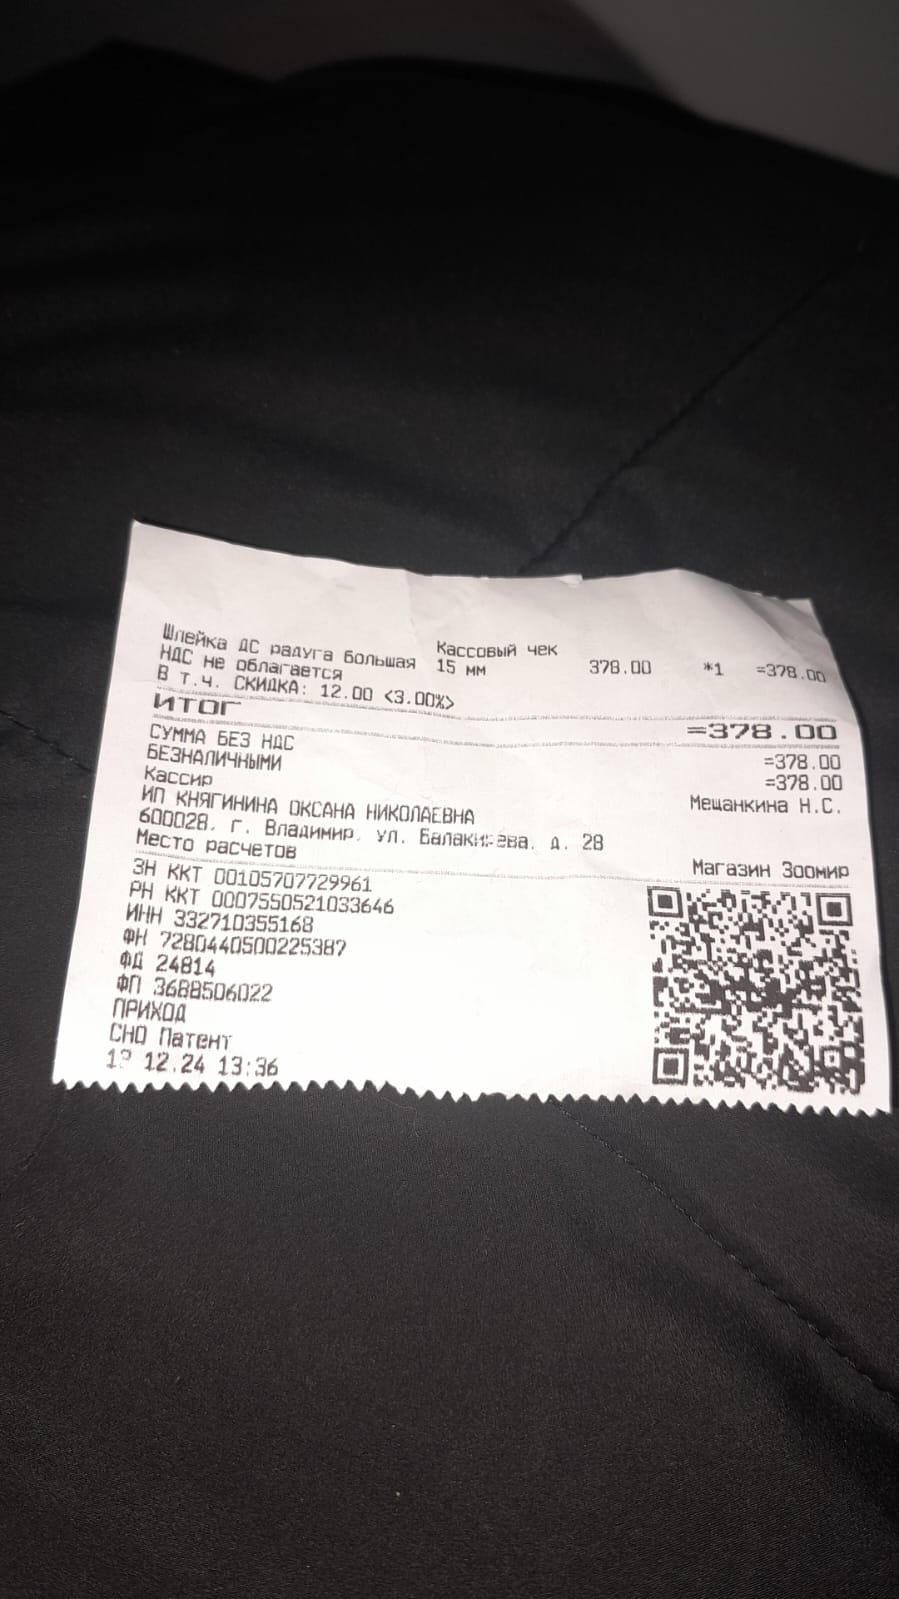 Кассовый чек
Шлейка ДС радуга большая 15 мм 378.00 *1 =378.00
НДС не облагается
В т.ч. СКИДКА: 12.00 <3.00%>
ИТОГ =378.00
СУММА БЕЗ НДС =378.00
БЕЗНАЛИЧНЫМИ =378.00
Кассир Мещанкина Н.С.
ИП КНЯГИНИНА ОКСАНА НИКОЛАЕВНА
600028, г. Владимир, ул. Балакирева, д. 28
Место расчетов Магазин Зоомир
ЗН ККТ 00105707729961
РН ККТ 0007550521033646
ИНН 332710355168
ФН 7280440500225387
ФД 24814
ФП 3688506022
ПРИХОД
СНО Патент
12.24 13:36